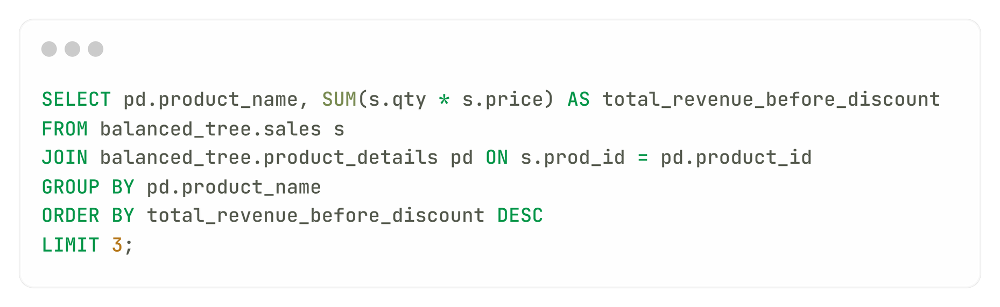 SELECT pd.product_name, SUM(s.qty * s.price) AS total_revenue_before_discount
FROM balanced_tree.sales s
JOIN balanced_tree.product_details pd ON s.prod_id = pd.product_id
GROUP BY pd.product_name
ORDER BY total_revenue_before_discount DESC
LIMIT 3;